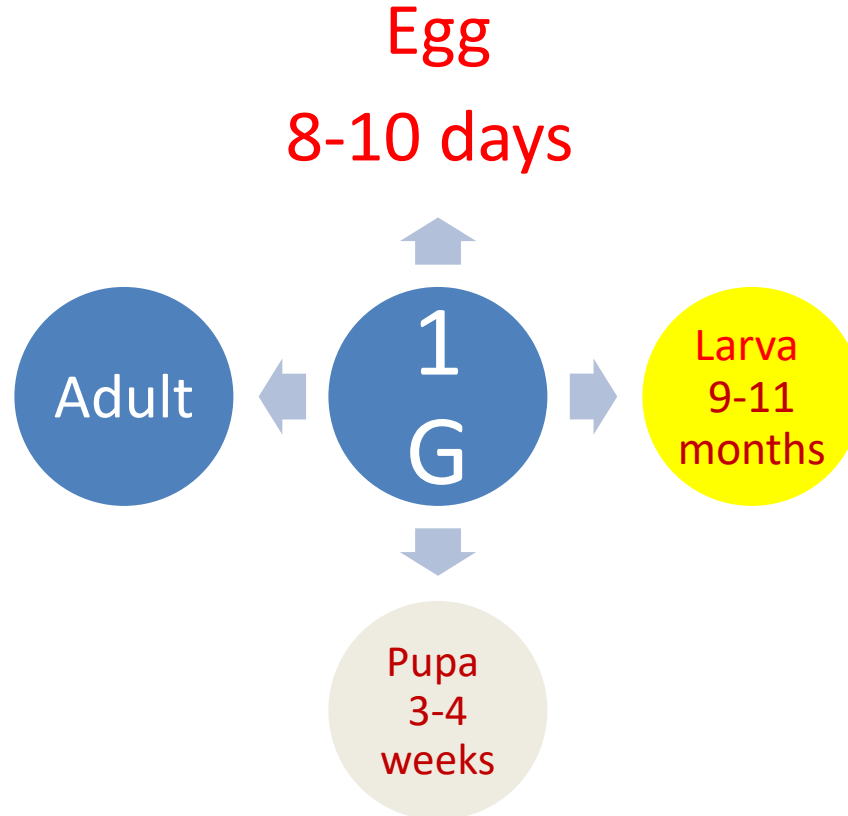 Egg
8-10 days
Adult
1
G
Larva
9-11
months
Pupa
3-4
weeks